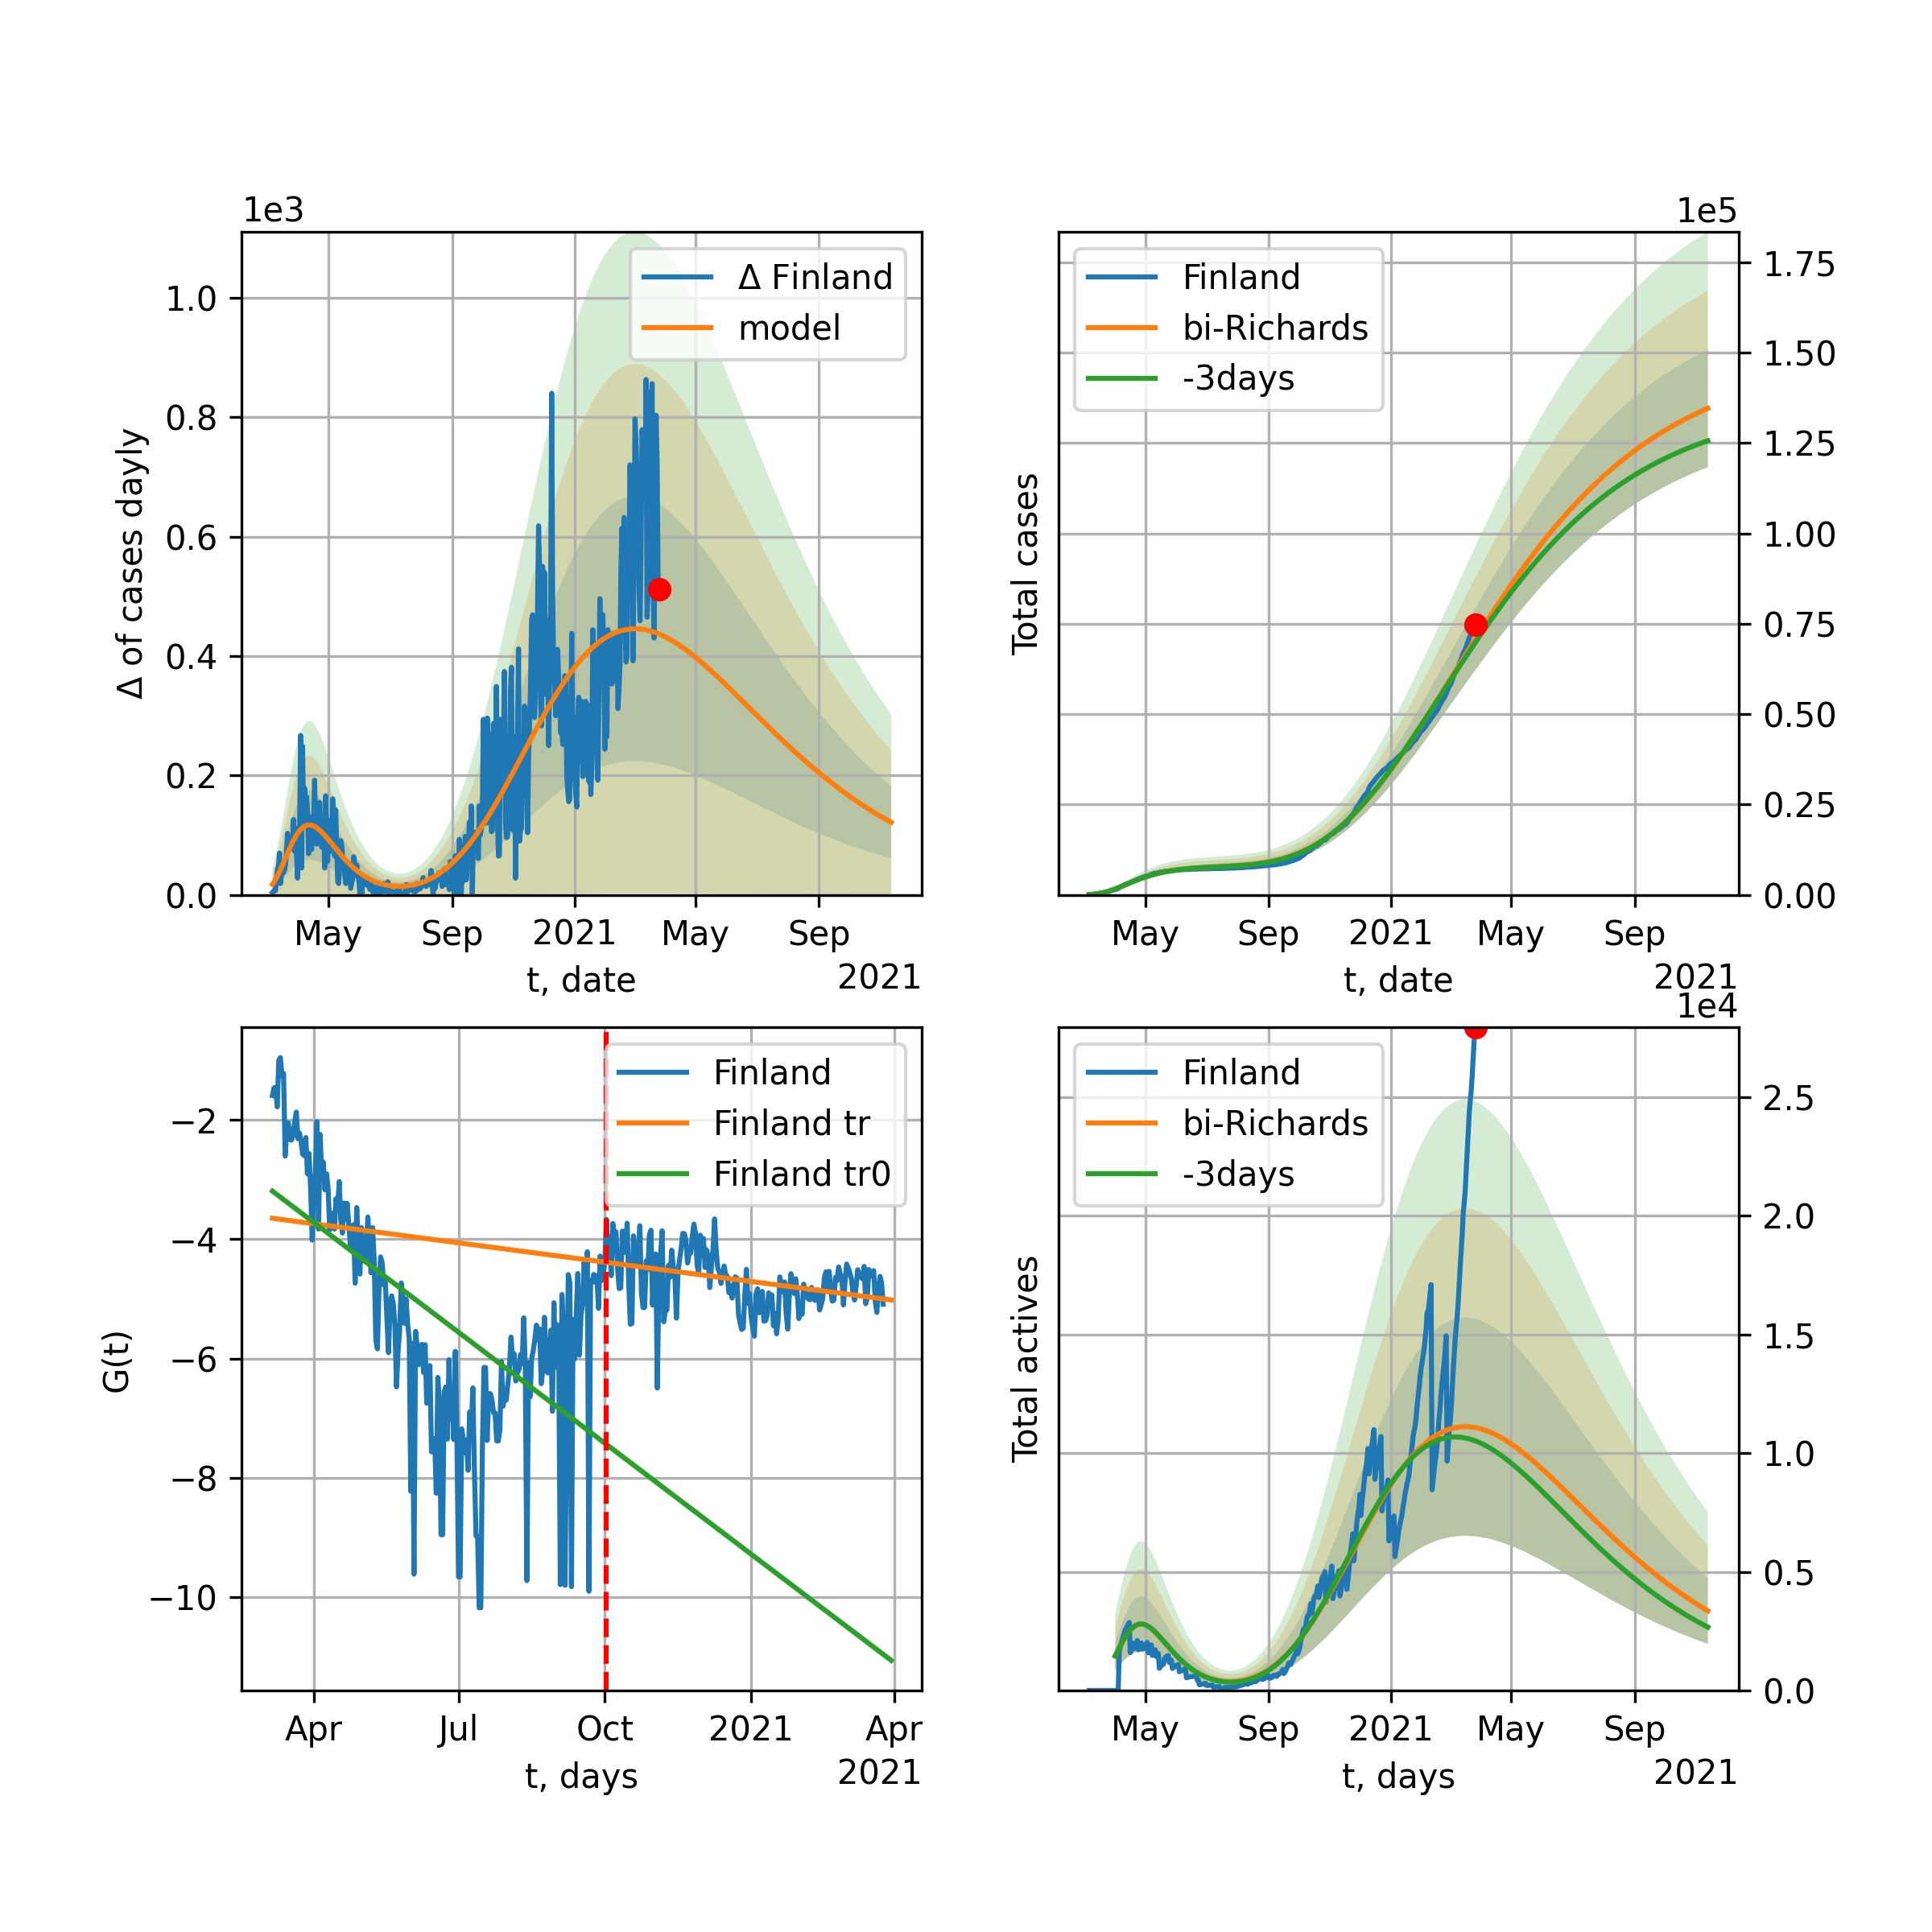 1e3
Δ of cases dayly
1.0
0.8
0.6
0.4
0.2
0.0
Δ Finland
model
May Sep 2021 May Sep
t, date
2021
1e5
Total cases
Finland
bi-Richards
-3days
1.75
1.50
1.25
1.00
0.75
0.50
0.25
0.00
May Sep 2021 May Sep
t, date
2021
G(t)
−2
−4
−6
−8
−10
Finland
Finland tr
Finland tr0
Apr Jul Oct 2021 Apr
t, days
2021
1e4
Total actives
Finland
bi-Richards
-3days
2.5
2.0
1.5
1.0
0.5
0.0
May Sep 2021 May Sep
t, days
2021